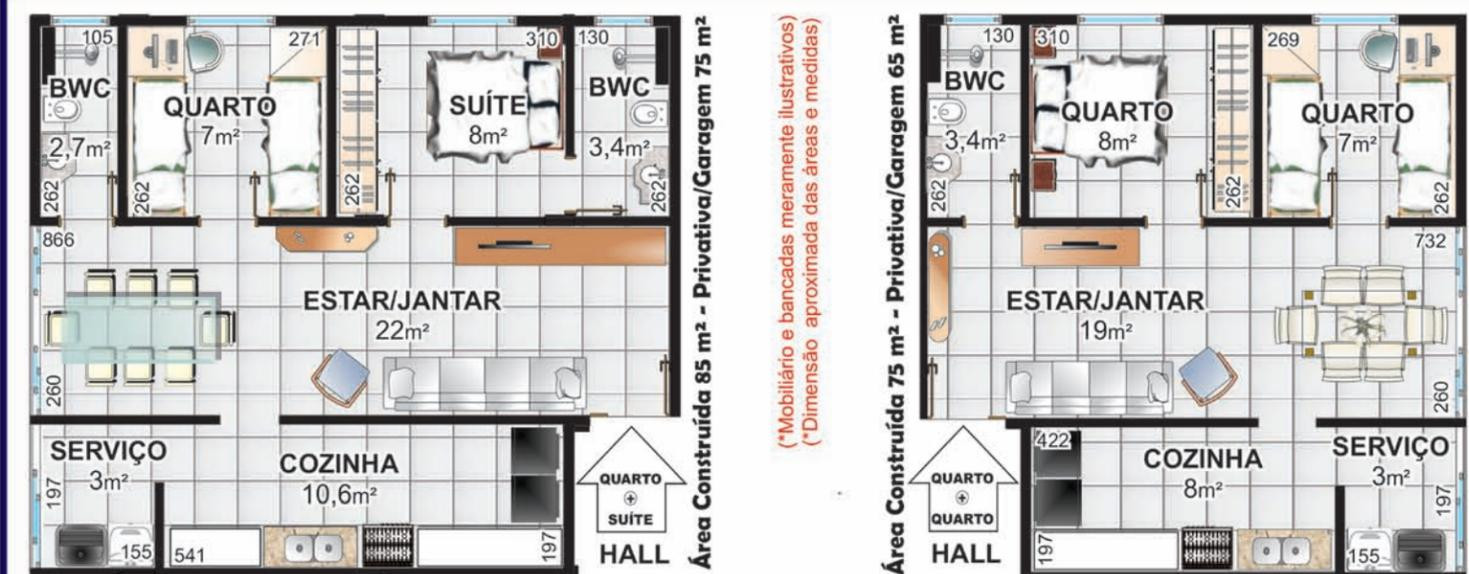 105
BWC
2,7m²
262
271
QUARTO
7m²
262
310
SUÍTE
8m²
262
130
BWC
3,4m²
262
866
ESTAR/JANTAR
22m²
260
SERVIÇO
3m²
197
155
COZINHA
10,6m²
541
197
QUARTO
+
SUÍTE
HALL
Área Construída 85 m² - Privativa/Garagem 75 m²
(*Mobiliário e bancadas meramente ilustrativos)
(*Dimensão aproximada das áreas e medidas)
Área Construída 75 m² - Privativa/Garagem 65 m²
130
BWC
3,4m²
262
310
QUARTO
8m²
262
269
QUARTO
7m²
262
732
ESTAR/JANTAR
19m²
260
QUARTO
+
QUARTO
HALL
422
COZINHA
8m²
197
SERVIÇO
3m²
197
155